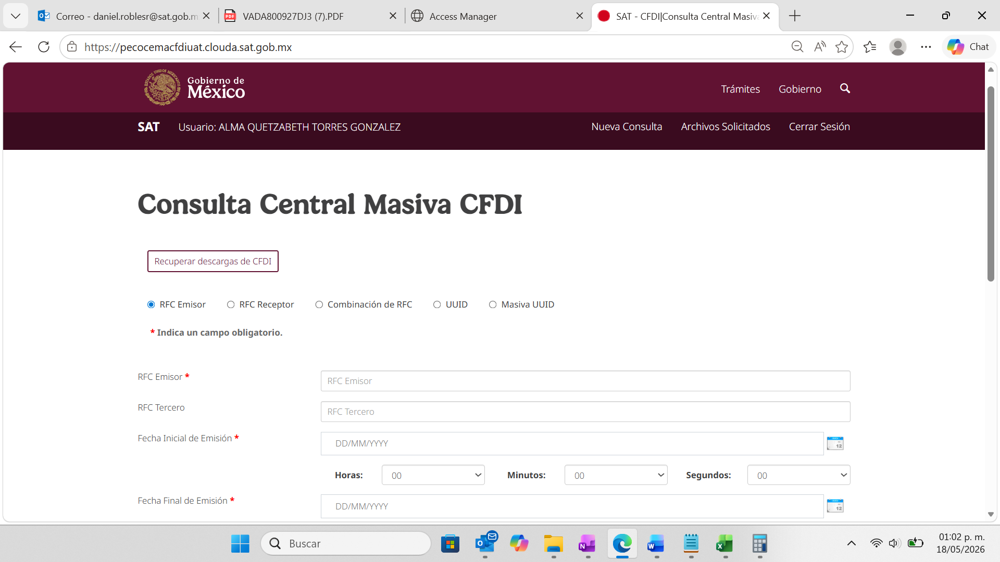 Correo - daniel.roblesr@sat.gob.m
VADA800927DJ3 (7).PDF
Access Manager
SAT - CFDI|Consulta Central Masiv
https://pecocemacfdiuat.clouda.sat.gob.mx
Chat
Gobierno de
México
Trámites
Gobierno
SAT
Usuario: ALMA QUETZABETH TORRES GONZALEZ
Nueva Consulta
Archivos Solicitados
Cerrar Sesión
Consulta Central Masiva CFDI
Recuperar descargas de CFDI
RFC Emisor
RFC Receptor
Combinación de RFC
UUID
Masiva UUID
* Indica un campo obligatorio.
RFC Emisor *
RFC Emisor
RFC Tercero
RFC Tercero
Fecha Inicial de Emisión *
DD/MM/YYYY
Horas:
00
Minutos:
00
Segundos:
00
Fecha Final de Emisión *
DD/MM/YYYY
Buscar
01:02 p. m.
18/05/2026